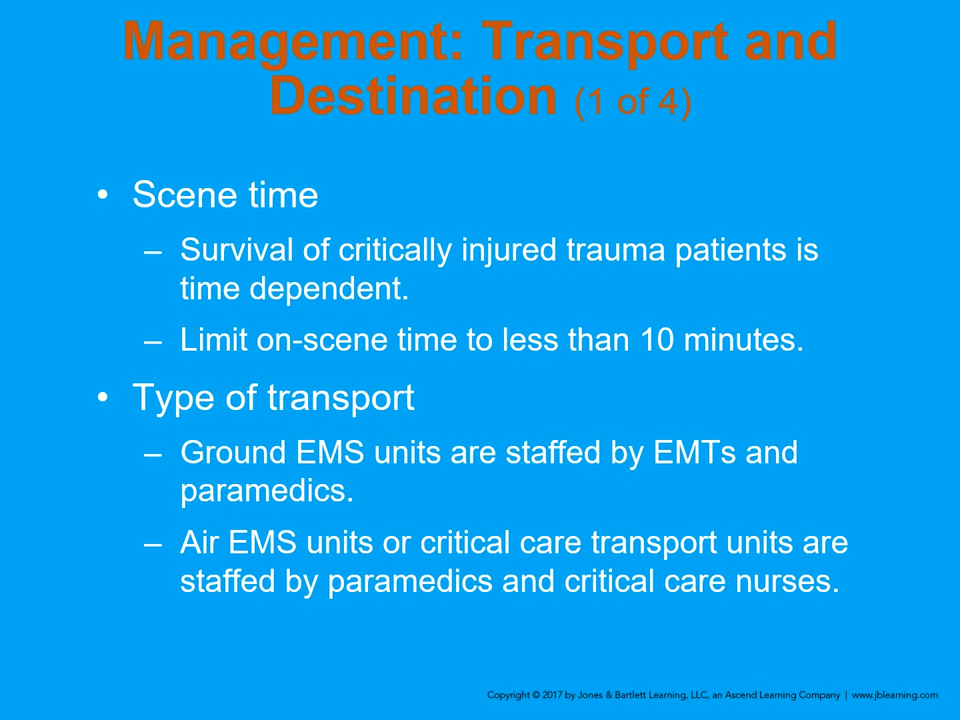 Management: Transport and
Destination (1 of 4)
• Scene time
– Survival of critically injured trauma patients is
time dependent.
– Limit on-scene time to less than 10 minutes.
• Type of transport
– Ground EMS units are staffed by EMTs and
paramedics.
– Air EMS units or critical care transport units are
staffed by paramedics and critical care nurses.
Copyright © 2017 by Jones & Bartlett Learning, LLC, an Ascend Learning Company | www.jblearning.com